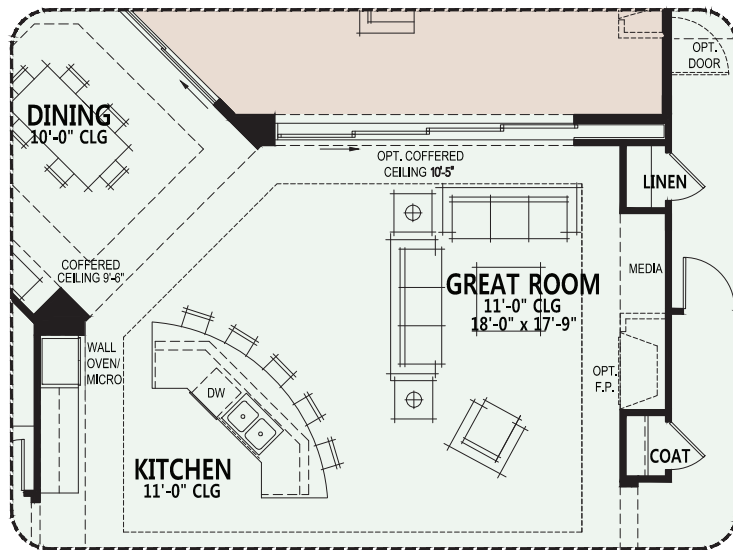 OPT.
DOOR
DINING
10'-0" CLG
OPT. COFFERED
CEILING 10'-5"
LINEN
COFFERED
CEILING 9'-6"
MEDIA
GREAT ROOM
11'-0" CLG
18'-0" x 17'-9"
WALL
OVEN/
MICRO
OPT.
F.P.
DW
KITCHEN
11'-0" CLG
COAT